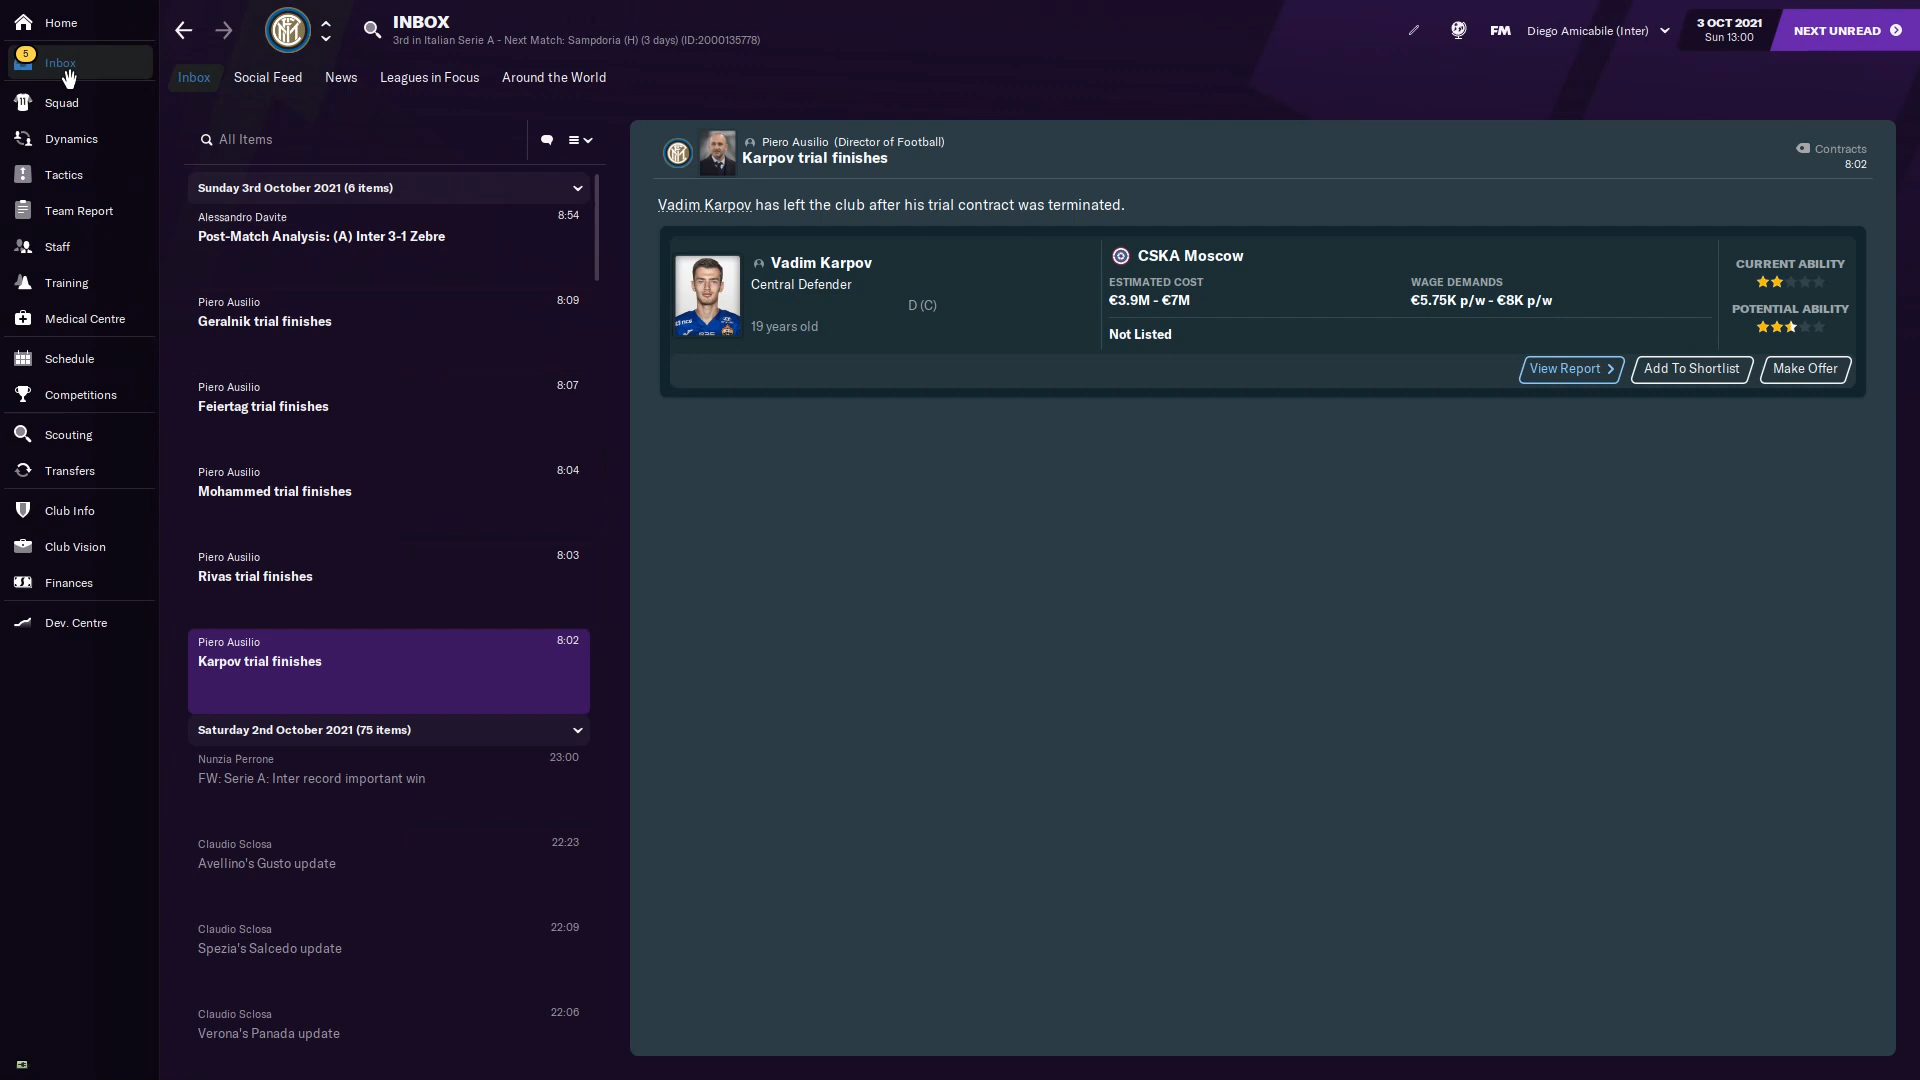 Home
5
Inbox
Squad
Dynamics
Tactics
Team Report
Staff
Training
Medical Centre
Schedule
Competitions
Scouting
Transfers
Club Info
Club Vision
Finances
Dev. Centre
INBOX
3rd in Italian Serie A - Next Match: Sampdoria (H) (3 days) (ID:2000135778)
FM
Diego Amicabile (Inter)
3 OCT 2021
Sun 13:00
NEXT UNREAD
Inbox
Social Feed
News
Leagues in Focus
Around the World
All Items
Sunday 3rd October 2021 (6 items)
Alessandro Davite
8:54
Post-Match Analysis: (A) Inter 3-1 Zebre
Piero Ausilio
8:09
Geralnik trial finishes
Piero Ausilio
8:07
Feiertag trial finishes
Piero Ausilio
8:04
Mohammed trial finishes
Piero Ausilio
8:03
Rivas trial finishes
Piero Ausilio
8:02
Karpov trial finishes
Saturday 2nd October 2021 (75 items)
Nunzia Perrone
23:00
FW: Serie A: Inter record important win
Claudio Sclosa
22:23
Avellino's Gusto update
Claudio Sclosa
22:09
Spezia's Salcedo update
Claudio Sclosa
22:06
Verona's Panada update
Piero Ausilio (Director of Football)
Karpov trial finishes
Contracts
8:02
Vadim Karpov has left the club after his trial contract was terminated.
Vadim Karpov
Central Defender
D (C)
19 years old
CSKA Moscow
ESTIMATED COST
€3.9M - €7M
WAGE DEMANDS
€5.75K p/w - €8K p/w
Not Listed
CURRENT ABILITY
POTENTIAL ABILITY
View Report
Add To Shortlist
Make Offer